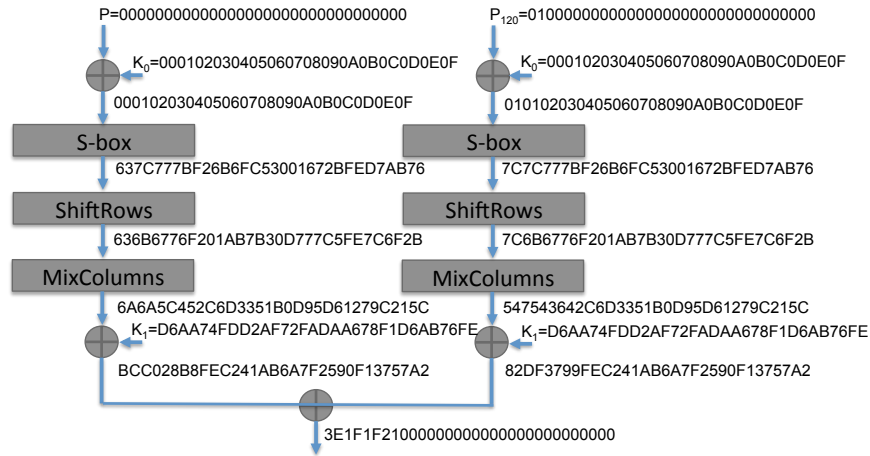 P=00000000000000000000000000000000
P120=01000000000000000000000000000000
K0=000102030405060708090A0B0C0D0E0F
K0=000102030405060708090A0B0C0D0E0F
000102030405060708090A0B0C0D0E0F
010102030405060708090A0B0C0D0E0F
S-box
S-box
637C777BF26B6FC53001672BFED7AB76
7C7C777BF26B6FC53001672BFED7AB76
ShiftRows
ShiftRows
636B6776F201AB7B30D777C5FE7C6F2B
7C6B6776F201AB7B30D777C5FE7C6F2B
MixColumns
MixColumns
6A6A5C452C6D3351B0D95D61279C215C
547543642C6D3351B0D95D61279C215C
K1=D6AA74FDD2AF72FADAA678F1D6AB76FE
K1=D6AA74FDD2AF72FADAA678F1D6AB76FE
BCC028B8FEC241AB6A7F2590F13757A2
82DF3799FEC241AB6A7F2590F13757A2
3E1F1F21000000000000000000000000